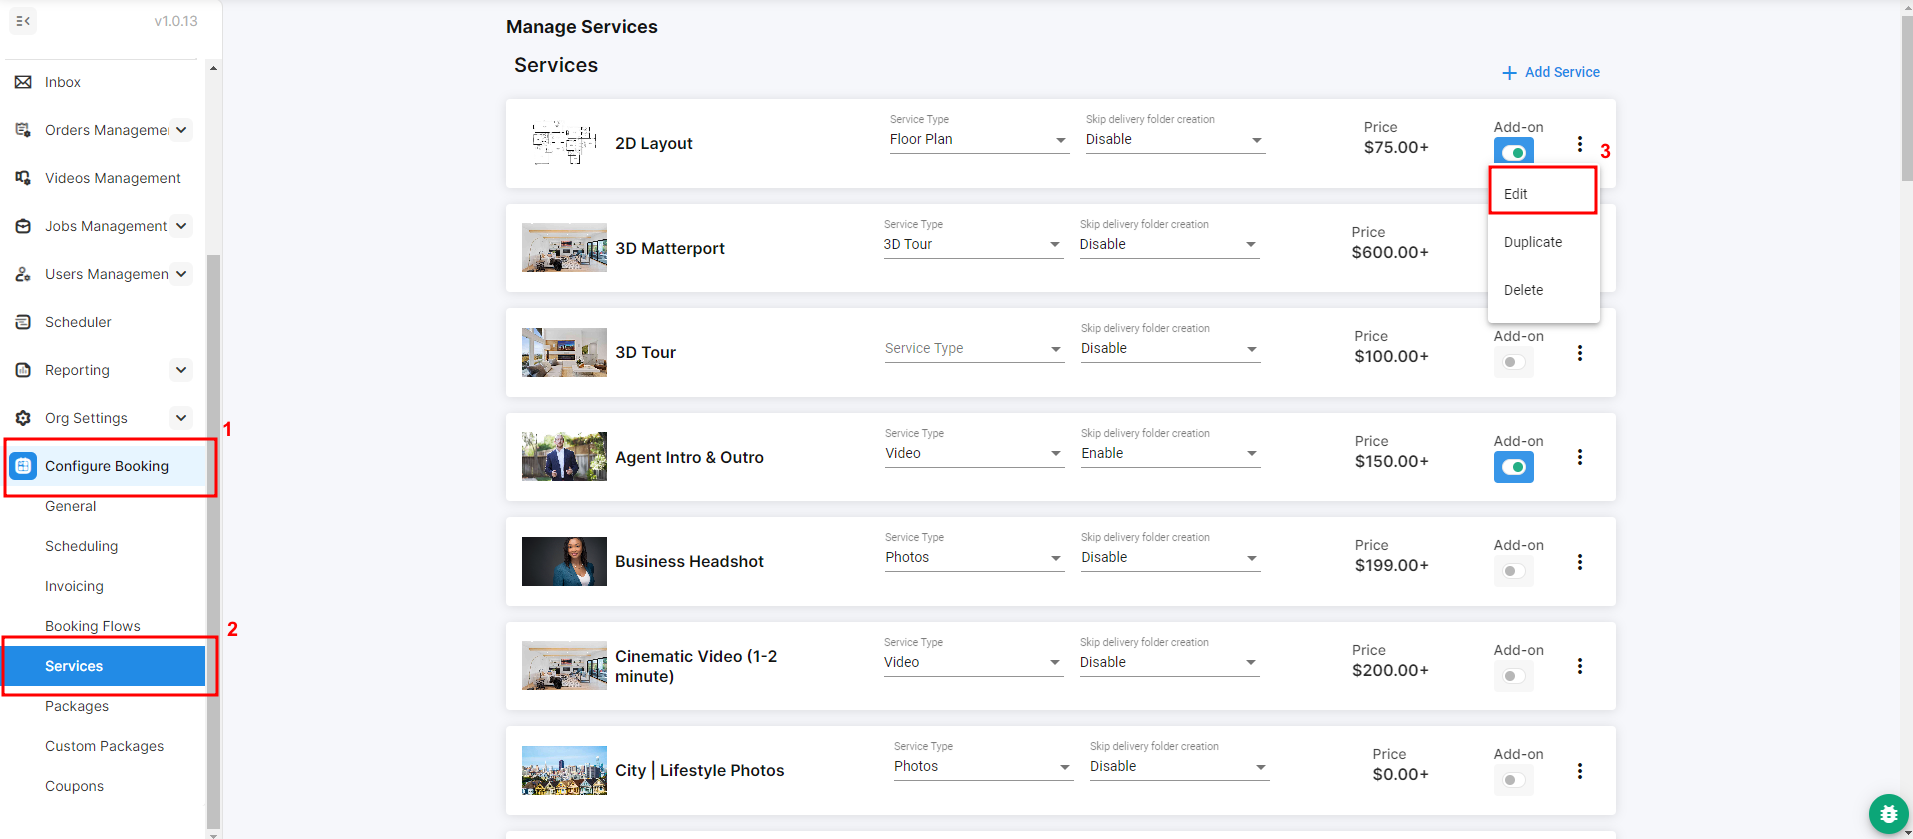 v1.0.13
Inbox
Orders Managemer
Videos Management
Jobs Management
Users Managemen
Scheduler
Reporting
Org Settings
1
Configure Booking
General
Scheduling
Invoicing
Booking Flows
2
Services
Packages
Custom Packages
Coupons
Manage Services
Services
Add Service
2D Layout
Service Type
Floor Plan
Skip delivery folder creation
Disable
Price
$75.00+
Add-on
3
Edit
Duplicate
Delete
3D Matterport
Service Type
3D Tour
Skip delivery folder creation
Disable
Price
$600.00+
3D Tour
Service Type
Skip delivery folder creation
Disable
Price
$100.00+
Add-on
Agent Intro & Outro
Service Type
Video
Skip delivery folder creation
Enable
Price
$150.00+
Add-on
Business Headshot
Service Type
Photos
Skip delivery folder creation
Disable
Price
$199.00+
Add-on
Cinematic Video (1-2
minute)
Service Type
Video
Skip delivery folder creation
Disable
Price
$200.00+
Add-on
City | Lifestyle Photos
Service Type
Photos
Skip delivery folder creation
Disable
Price
$0.00+
Add-on